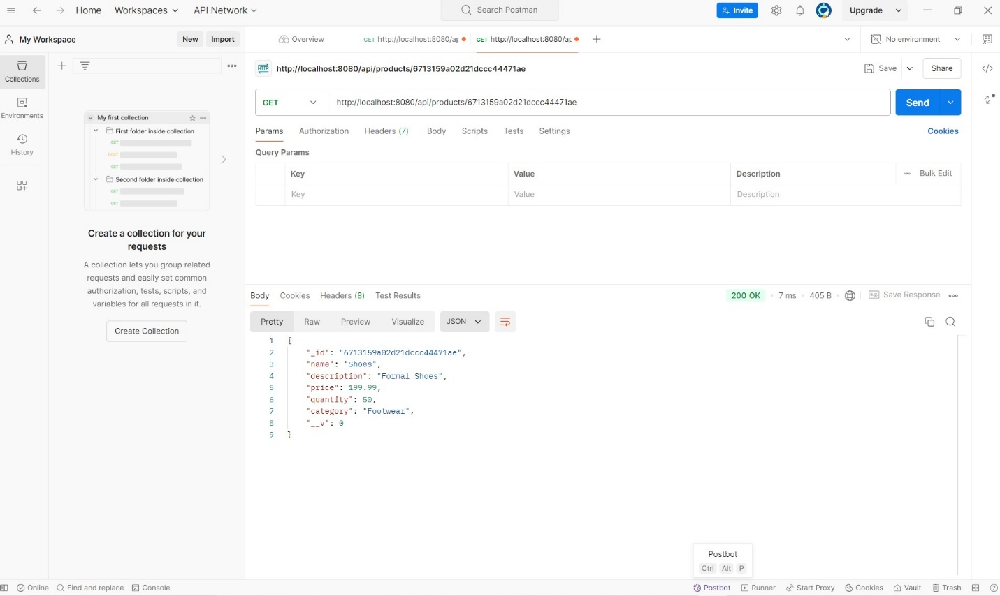 Home Workspaces API Network Search Postman Invite Upgrade
My Workspace New Import Overview GET http://localhost:8080/ap GET http://localhost:8080/ap No environment
Collections
Environments
History
My first collection
First folder inside collection
GET
POST
GET
Second folder inside collection
GET
GET
Create a collection for your
requests
A collection lets you group related
requests and easily set common
authorization, tests, scripts, and
variables for all requests in it.
Create Collection
HTTP http://localhost:8080/api/products/6713159a02d21dccc44471ae Save Share
GET http://localhost:8080/api/products/6713159a02d21dccc44471ae Send
Params Authorization Headers (7) Body Scripts Tests Settings Cookies
Query Params
Key Value Description Bulk Edit
Key Value Description
Body Cookies Headers (8) Test Results 200 OK 7 ms 405 B Save Response
Pretty Raw Preview Visualize JSON
1 {
2 "_id": "6713159a02d21dccc44471ae",
3 "name": "Shoes",
4 "description": "Formal Shoes",
5 "price": 199.99,
6 "quantity": 50,
7 "category": "Footwear",
8 "__v": 0
9 }
Postbot
Ctrl Alt P
Online Find and replace Console Postbot Runner Start Proxy Cookies Vault Trash